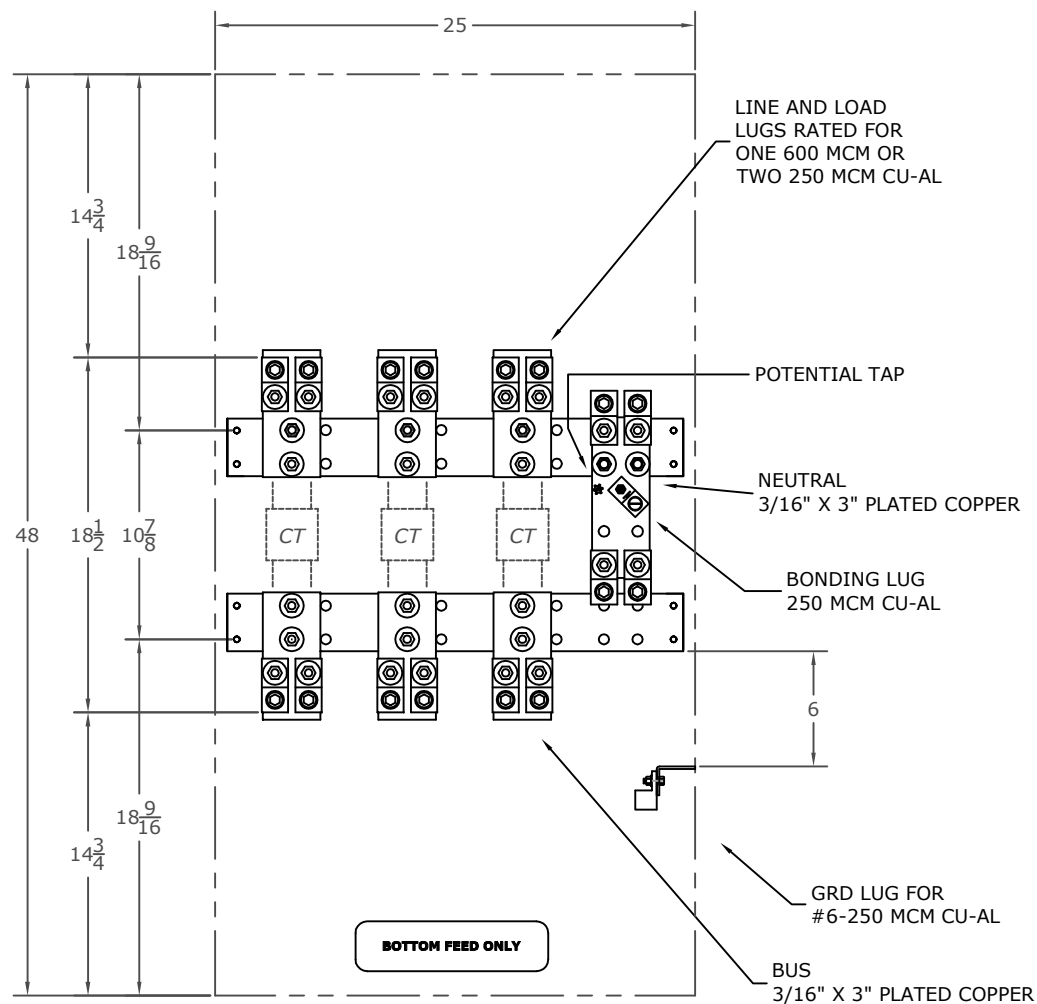 25
LINE AND LOAD
LUGS RATED FOR
ONE 600 MCM OR
TWO 250 MCM CU-AL
14 3/4
18 9/16
POTENTIAL TAP
NEUTRAL
3/16" X 3" PLATED COPPER
48
18 1/2
10 7/8
CT
CT
CT
BONDING LUG
250 MCM CU-AL
6
18 9/16
14 3/4
GRD LUG FOR
#6-250 MCM CU-AL
BOTTOM FEED ONLY
BUS
3/16" X 3" PLATED COPPER